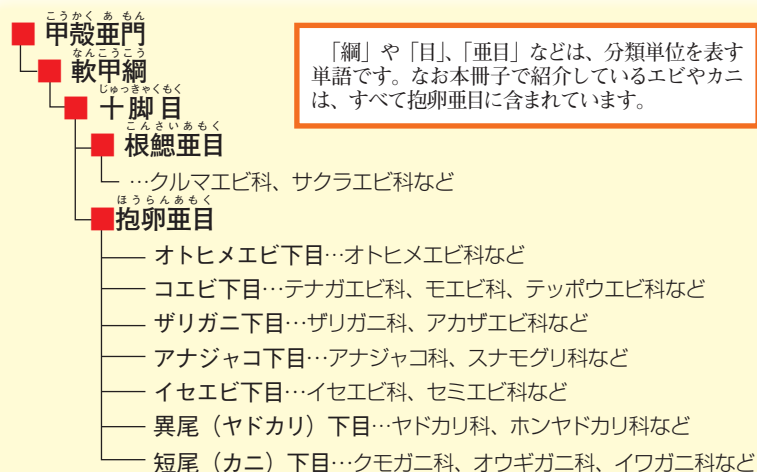 こうかくあもん
甲殻亜門
なんこうこう
軟甲綱
じゅっきゃくもく
十脚目
こんさいあもく
根鰓亜目
…クルマエビ科、サクラエビ科など
ほうらんあもく
抱卵亜目
オトヒメエビ下目…オトヒメエビ科など
コエビ下目…テナガエビ科、モエビ科、テッポウエビ科など
ザリガニ下目…ザリガニ科、アカザエビ科など
アナジャコ下目…アナジャコ科、スナモグリ科など
イセエビ下目…イセエビ科、セミエビ科など
異尾（ヤドカリ）下目…ヤドカリ科、ホンヤドカリ科など
短尾（カニ）下目…クモガニ科、オウギガニ科、イワガニ科など
「綱」や「目」、「亜目」などは、分類単位を表す
単語です。なお本冊子で紹介しているエビやカニ
は、すべて抱卵亜目に含まれています。